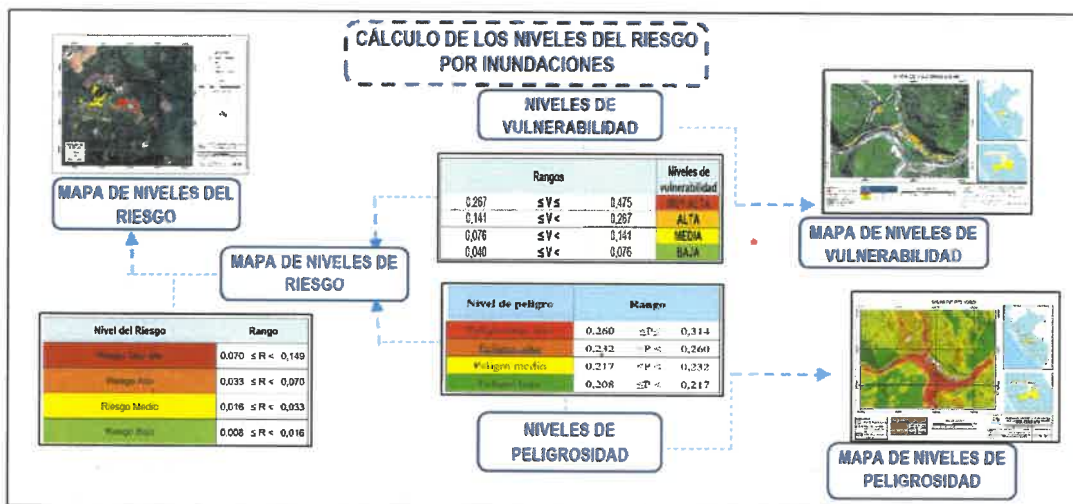 CÁLCULO DE LOS NIVELES DEL RIESGO
POR INUNDACIONES
NIVELES DE
VULNERABILIDAD
MAPA DE NIVELES DEL
RIESGO
Rangos Niveles de
vulnerabilidad
0,267 ≤V≤ 0,475 MUY ALTA
0,141 ≤V< 0,267 ALTA
0,076 ≤V< 0,141 MEDIA
0,040 ≤V< 0,076 BAJA
MAPA DE NIVELES DE
VULNERABILIDAD
MAPA DE NIVELES DE
RIESGO
Nivel de peligro Rango
0,260 ≤P≤ 0,314
0,232 ≤P< 0,260
Peligro medio 0,217 ≤P< 0,232
0,208 ≤P< 0,217
Nivel del Riesgo Rango
0,070 ≤ R < 0,149
Riesgo Alto 0,033 ≤ R < 0,070
Riesgo Medio 0,016 ≤ R < 0,033
Riesgo Bajo 0,008 ≤ R < 0,016
NIVELES DE
PELIGROSIDAD
MAPA DE NIVELES DE
PELIGROSIDAD